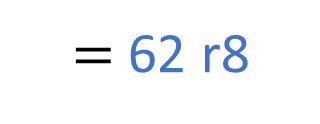 = 62 r8